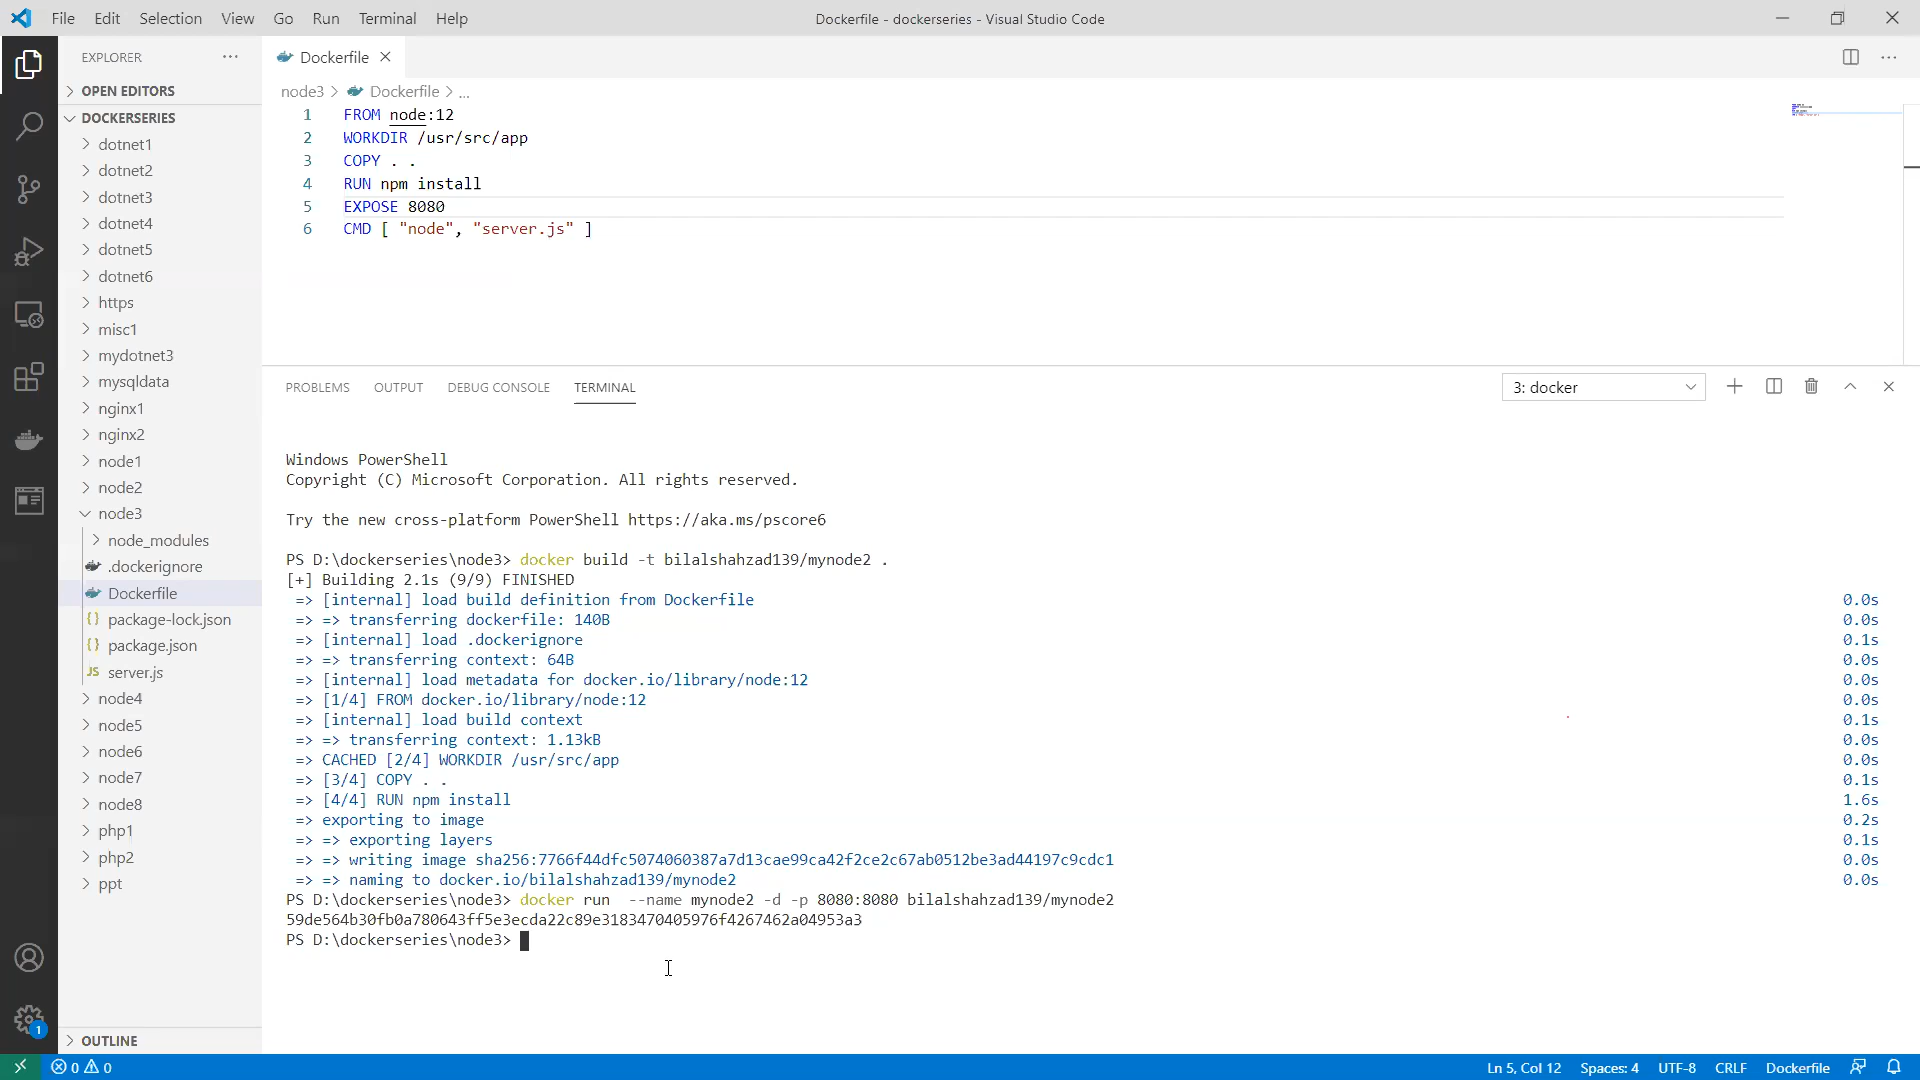 File Edit Selection View Go Run Terminal Help
Dockerfile - dockerseries - Visual Studio Code
EXPLORER
OPEN EDITORS
DOCKERSERIES
dotnet1
dotnet2
dotnet3
dotnet4
dotnet5
dotnet6
https
misc1
mydotnet3
mysqldata
nginx1
nginx2
node1
node2
node3
node_modules
.dockerignore
Dockerfile
package-lock.json
package.json
JS server.js
node4
node5
node6
node7
node8
php1
php2
ppt
OUTLINE
1
Dockerfile
node3 > Dockerfile > ...
1 FROM node:12
2 WORKDIR /usr/src/app
3 COPY . .
4 RUN npm install
5 EXPOSE 8080
6 CMD [ "node", "server.js" ]
PROBLEMS OUTPUT DEBUG CONSOLE TERMINAL
3: docker
Windows PowerShell
Copyright (C) Microsoft Corporation. All rights reserved.
Try the new cross-platform PowerShell https://aka.ms/pscore6
PS D:\dockerseries\node3> docker build -t bilalshahzad139/mynode2 .
[+] Building 2.1s (9/9) FINISHED
=> [internal] load build definition from Dockerfile 0.0s
=> => transferring dockerfile: 140B 0.0s
=> [internal] load .dockerignore 0.1s
=> => transferring context: 64B 0.0s
=> [internal] load metadata for docker.io/library/node:12 0.0s
=> [1/4] FROM docker.io/library/node:12 0.0s
=> [internal] load build context 0.1s
=> => transferring context: 1.13kB 0.0s
=> CACHED [2/4] WORKDIR /usr/src/app 0.0s
=> [3/4] COPY . . 0.1s
=> [4/4] RUN npm install 1.6s
=> exporting to image 0.2s
=> => exporting layers 0.1s
=> => writing image sha256:7766f44dfc5074060387a7d13cae99ca42f2ce2c67ab0512be3ad44197c9cdc1 0.0s
=> => naming to docker.io/bilalshahzad139/mynode2 0.0s
PS D:\dockerseries\node3> docker run  --name mynode2 -d -p 8080:8080 bilalshahzad139/mynode2
59de564b30fb0a780643ff5e3ecda22c89e3183470405976f4267462a04953a3
PS D:\dockerseries\node3>
0 0
Ln 5, Col 12 Spaces: 4 UTF-8 CRLF Dockerfile